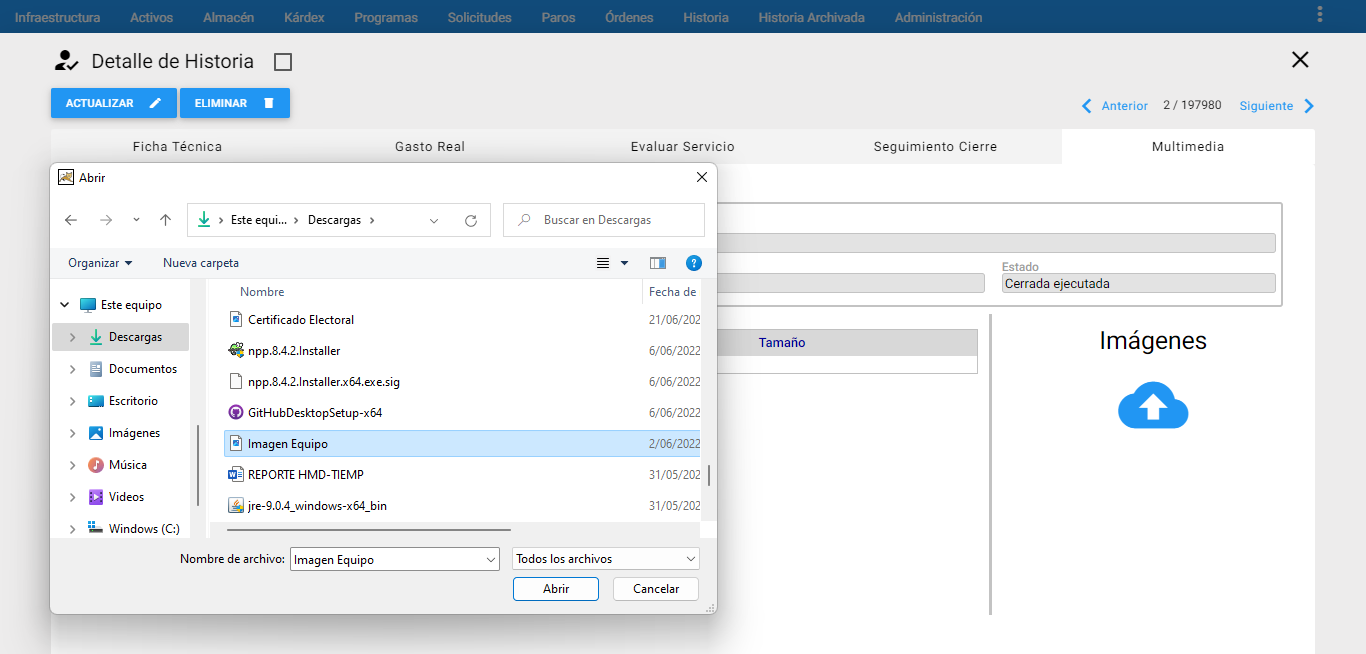 Infraestructura Activos Almacén Kárdex Programas Solicitudes Paros Órdenes Historia Historia Archivada Administración
Detalle de Historia
ACTUALIZAR ELIMINAR
Anterior 2 / 197980 Siguiente
Ficha Técnica Gasto Real Evaluar Servicio Seguimiento Cierre Multimedia
Abrir
Este equi... Descargas
Buscar en Descargas
Organizar Nueva carpeta
Nombre Fecha de
Este equipo
Descargas
Documentos
Escritorio
Imágenes
Música
Videos
Windows (C:)
Certificado Electoral 21/06/202
npp.8.4.2.Installer 6/06/2022
npp.8.4.2.Installer.x64.exe.sig 6/06/2022
GitHubDesktopSetup-x64 6/06/2022
Imagen Equipo 2/06/2022
REPORTE HMD-TIEMP 31/05/202
jre-9.0.4_windows-x64_bin 31/05/202
Nombre de archivo: Imagen Equipo Todos los archivos
Abrir Cancelar
Estado
Cerrada ejecutada
Tamaño
Imágenes